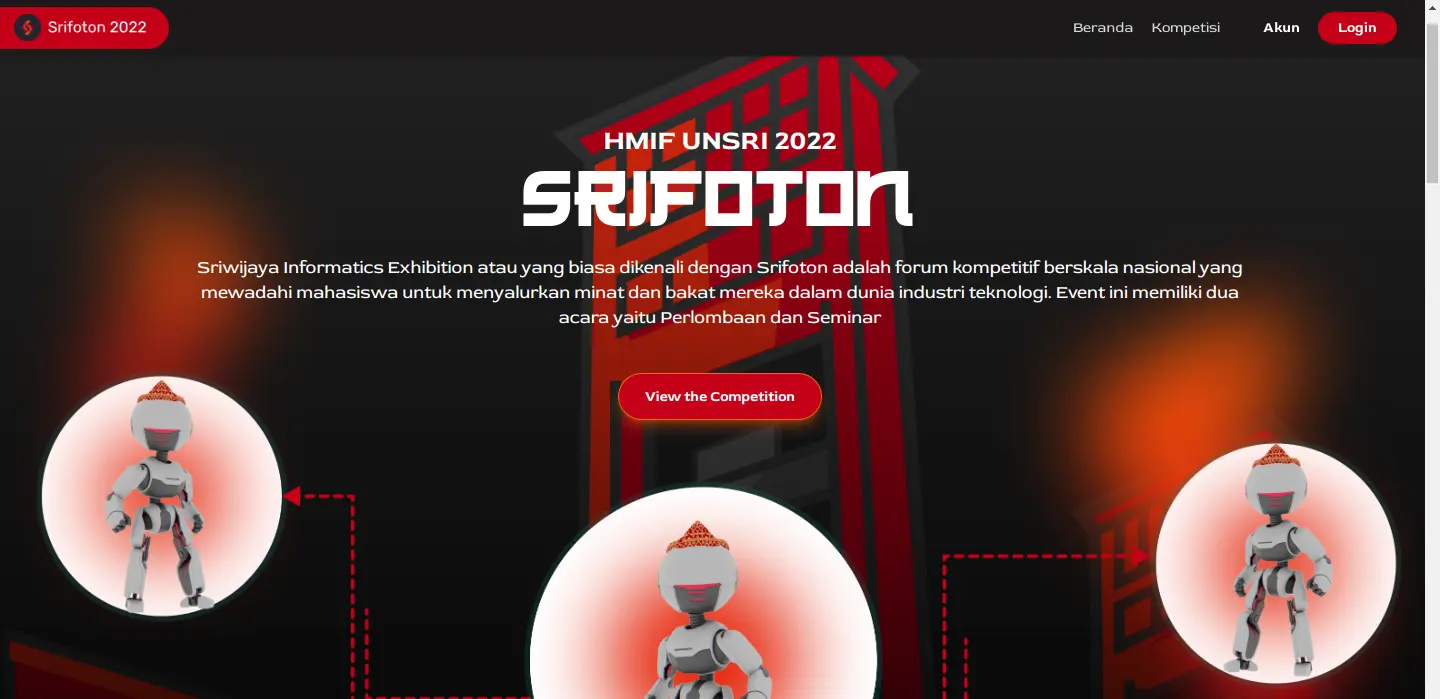 Srifoton 2022
Beranda Kompetisi Akun Login
HMIF UNSRI 2022
SRIFOTON
Sriwijaya Informatics Exhibition atau yang biasa dikenali dengan Srifoton adalah forum kompetitif berskala nasional yang
mewadahi mahasiswa untuk menyalurkan minat dan bakat mereka dalam dunia industri teknologi. Event ini memiliki dua
acara yaitu Perlombaan dan Seminar
View the Competition